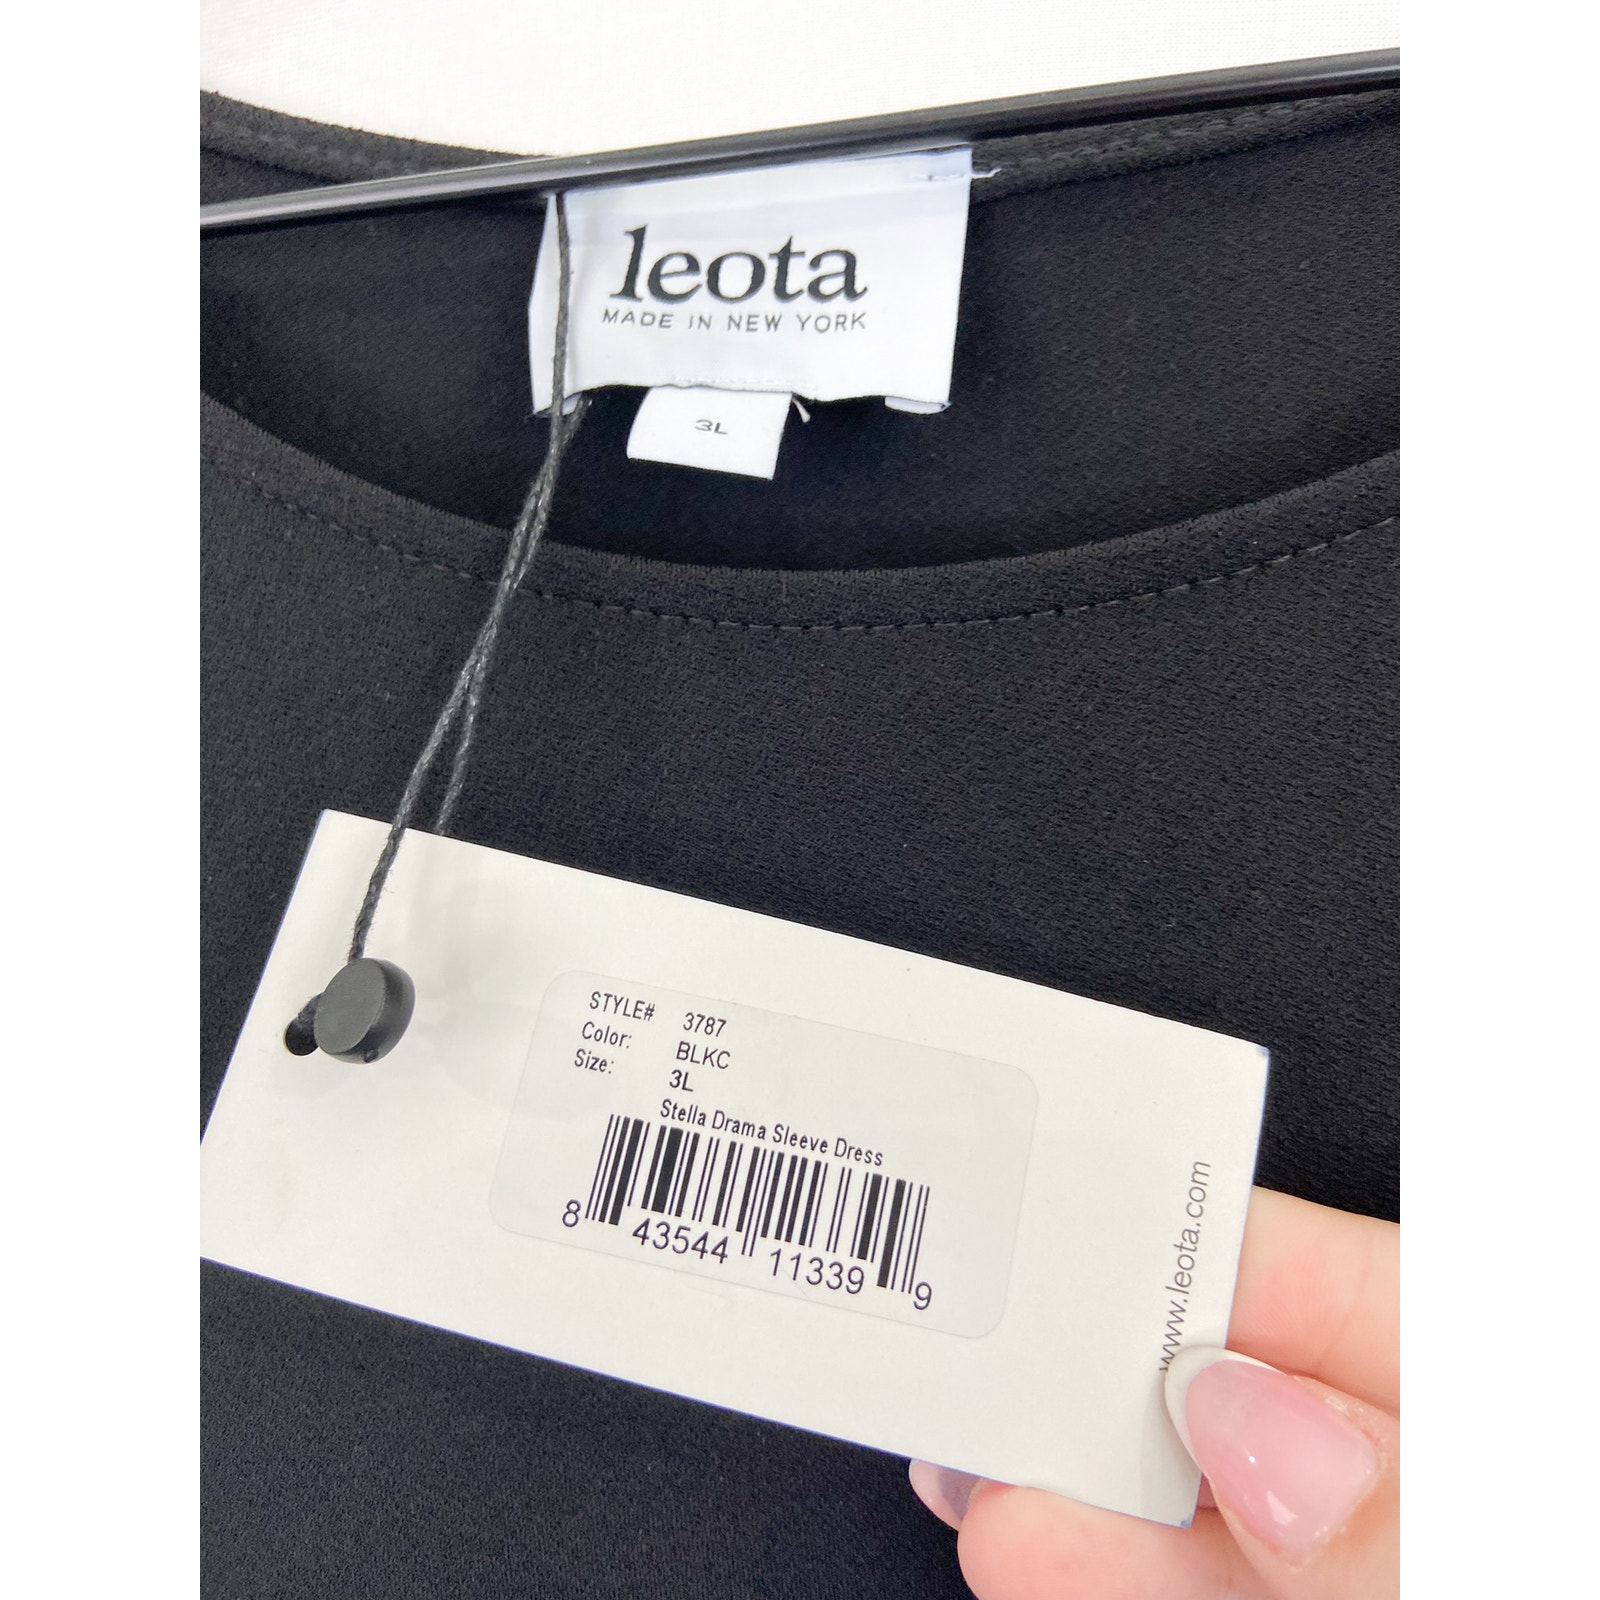 leota
MADE IN NEW YORK
3L
STYLE# 3787
Color: BLKC
Size: 3L
Stella Drama Sleeve Dress
8 43544 11339 9
www.leota.com